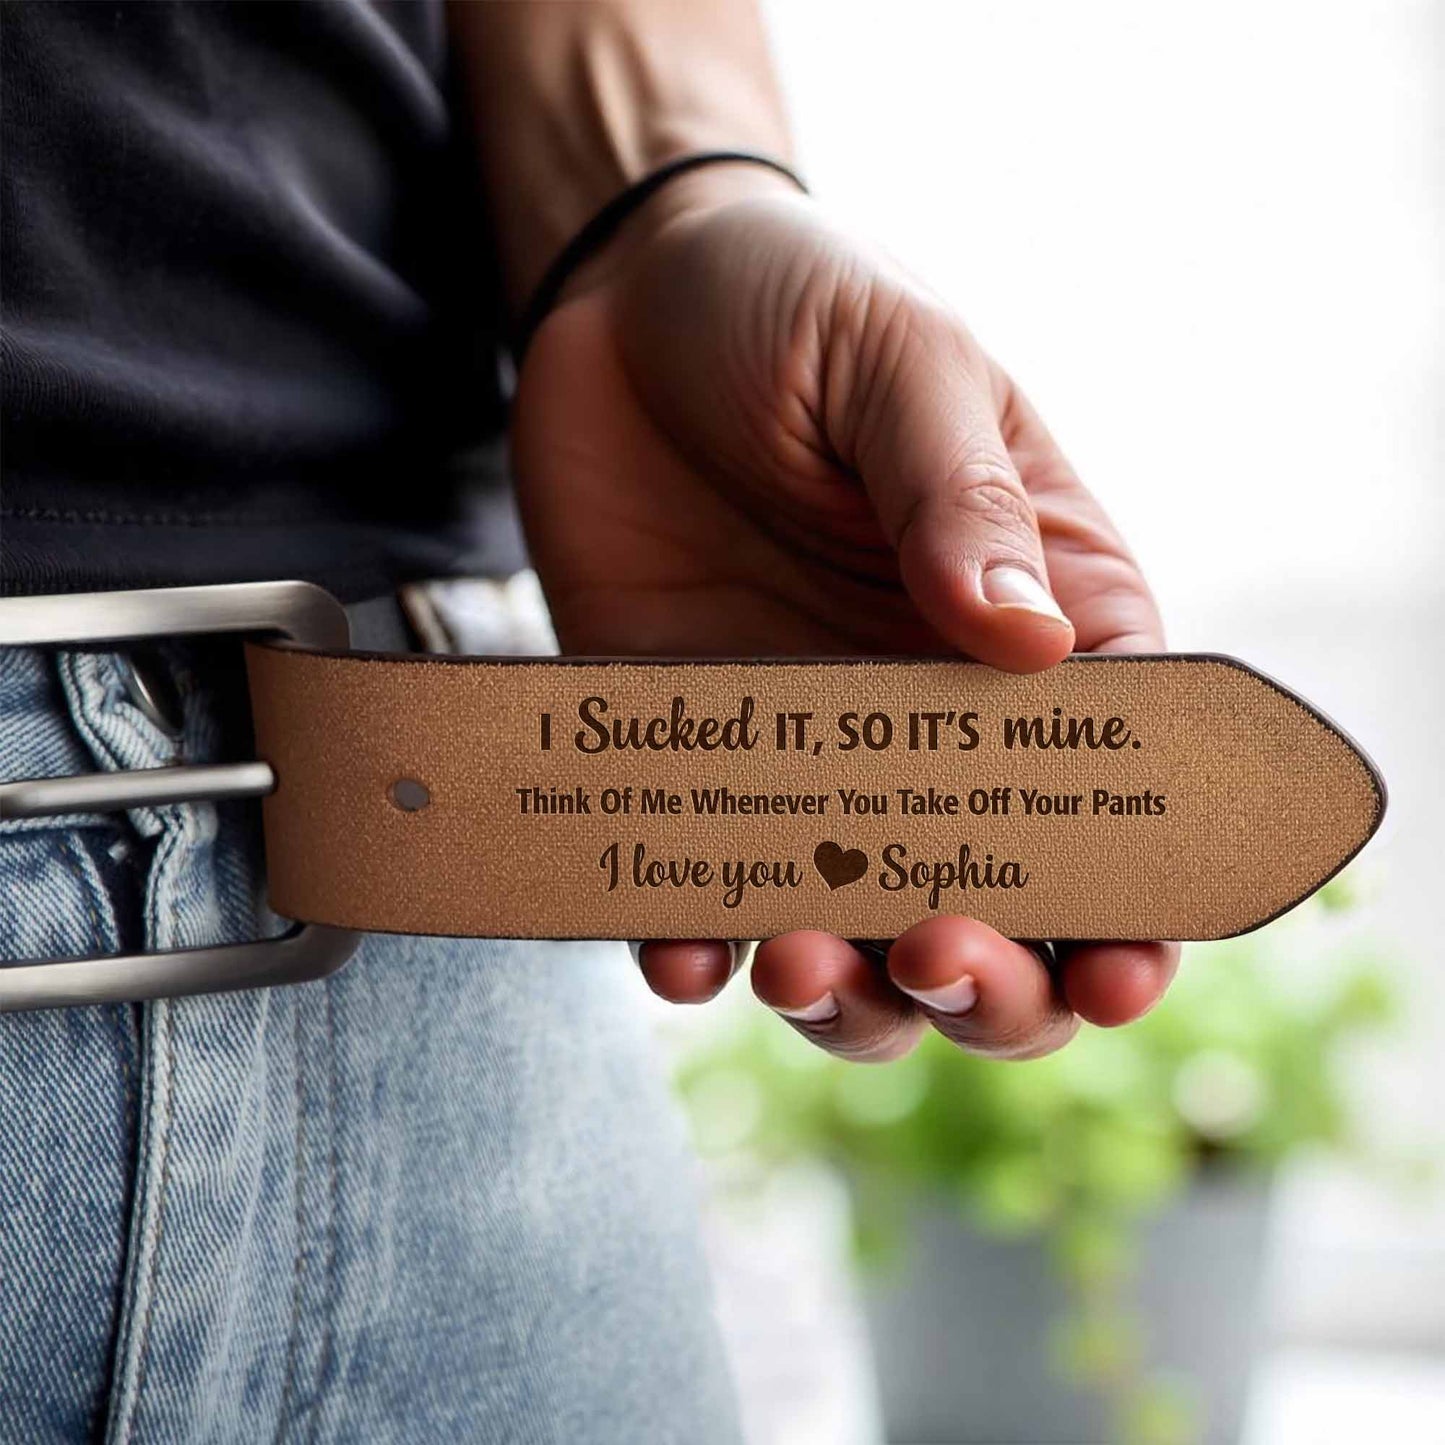 I Sucked IT, SO IT'S mine.
Think Of Me Whenever You Take Off Your Pants
I love you ♥ Sophia